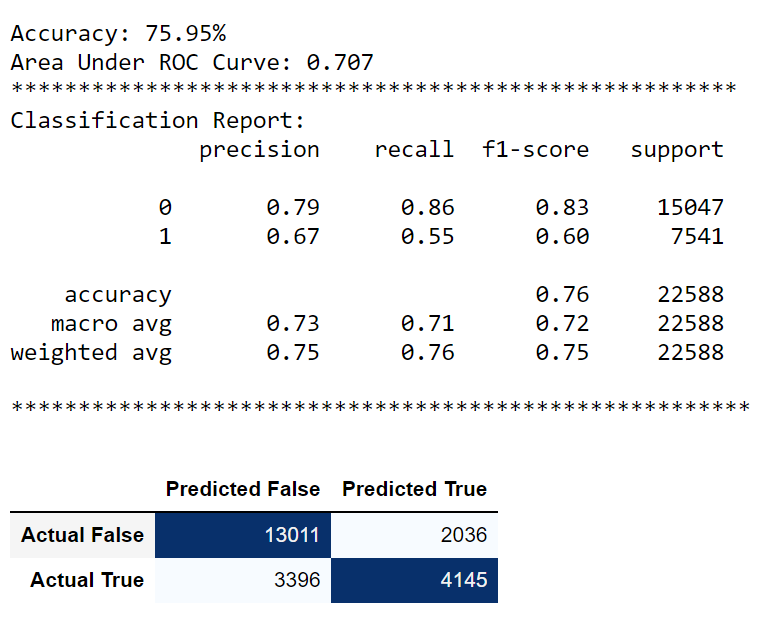 Accuracy: 75.95%
Area Under ROC Curve: 0.707
******************************************************
Classification Report:
precision recall f1-score support
0 0.79 0.86 0.83 15047
1 0.67 0.55 0.60 7541
accuracy 0.76 22588
macro avg 0.73 0.71 0.72 22588
weighted avg 0.75 0.76 0.75 22588
*******************************************************
Predicted False Predicted True
Actual False 13011 2036
Actual True 3396 4145